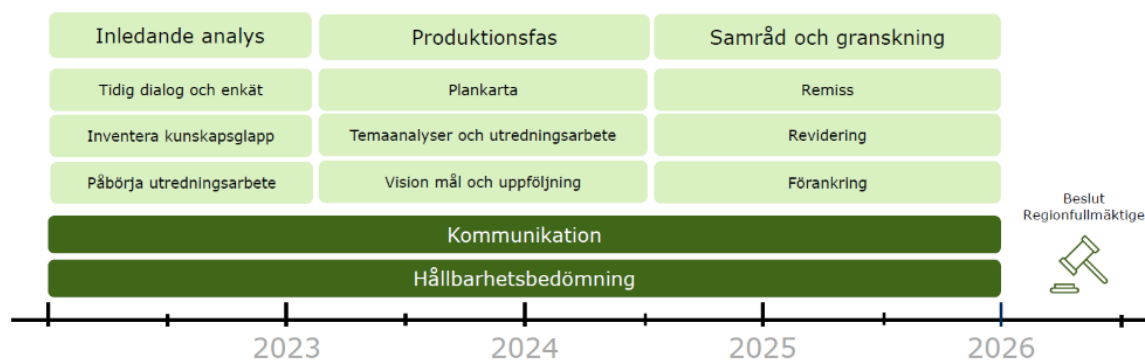 Inledande analys
Produktionsfas
Samråd och granskning
Tidig dialog och enkät
Plankarta
Remiss
Inventera kunskapsglapp
Temaanalyser och utredningsarbete
Revidering
Påbörja utredningsarbete
Vision mål och uppföljning
Förankring
Kommunikation
Hållbarhetsbedömning
Beslut
Regionfullmäktige
2023
2024
2025
2026